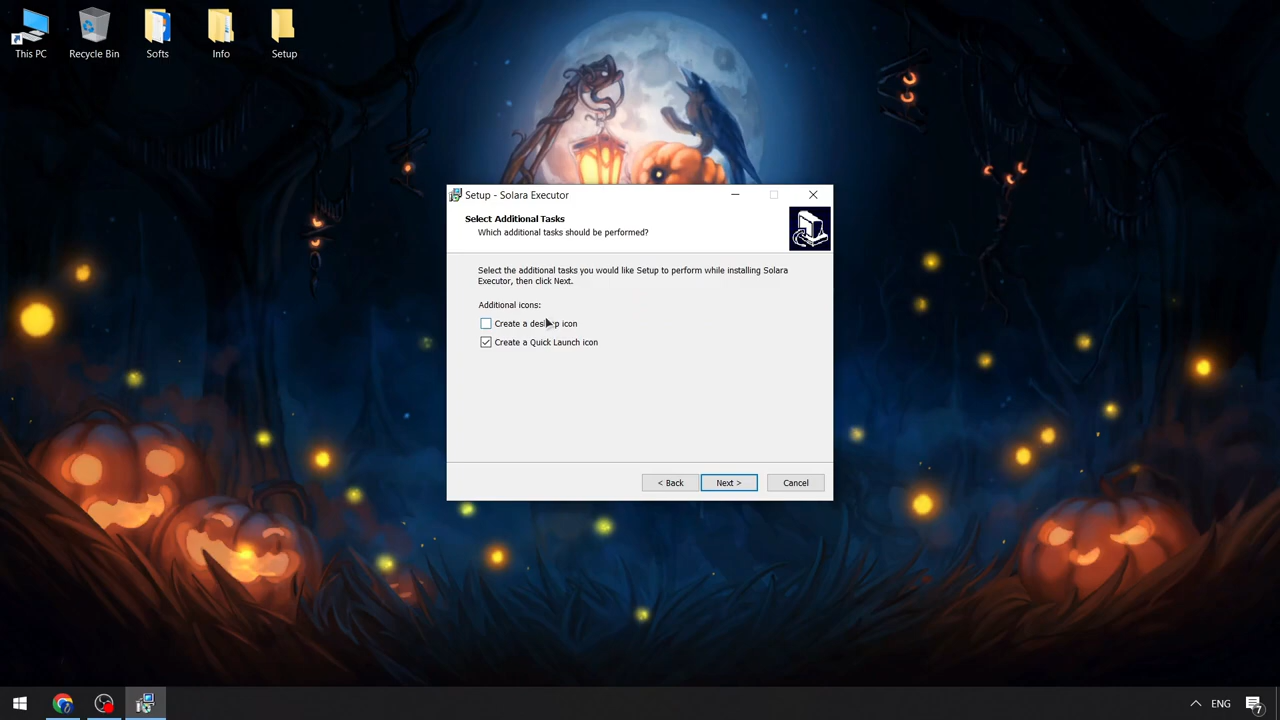 This PC
Recycle Bin
Softs
Info
Setup
Setup - Solara Executor
Select Additional Tasks
Which additional tasks should be performed?
Select the additional tasks you would like Setup to perform while installing Solara
Executor, then click Next.
Additional icons:
Create a desktop icon
Create a Quick Launch icon
< Back
Next >
Cancel
ENG
7